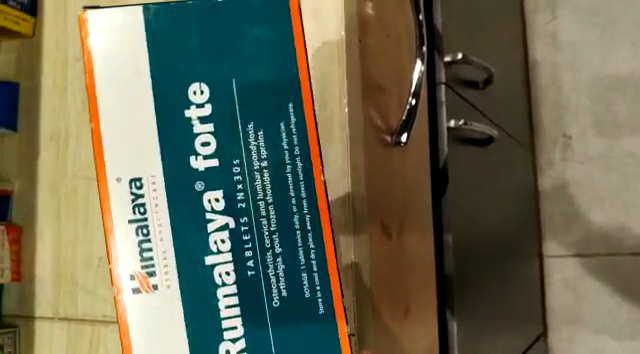 Himalaya
HERBAL HEALTHCARE
Rumalaya® forte
TABLETS 2Nx30s
Osteoarthritis, cervical and lumbar spondylosis,
arthralgia, gout, frozen shoulder & sprains.
DOSAGE: 1 tablet twice daily, or as directed by your physician.
Store in a cool and dry place, away from direct sunlight. Do not refrigerate.